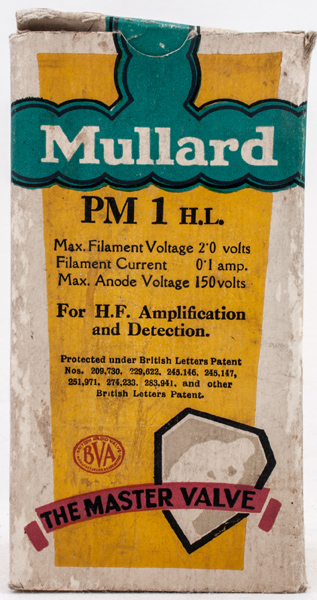 Mullard
PM 1 H.L.
Max. Filament Voltage 2·0 volts
Filament Current 0·1 amp.
Max. Anode Voltage 150 volts
For H.F. Amplification
and Detection.
Protected under British Letters Patent
Nos. 209,730, 229,622, 245,146, 245,147,
251,971, 274,233, 283,941, and other
British Letters Patent.
BVA
THE MASTER VALVE